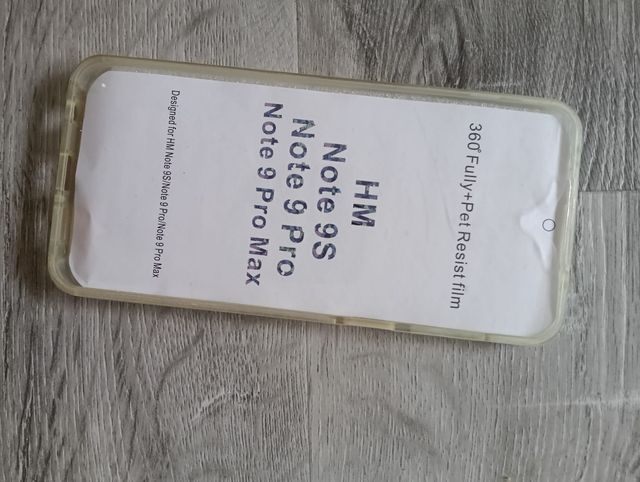 360° Fully+Pet Resist film
HM
Note 9S
Note 9 Pro
Note 9 Pro Max
Designed for HM Note 9S/Note 9 Pro/Note 9 Pro Max